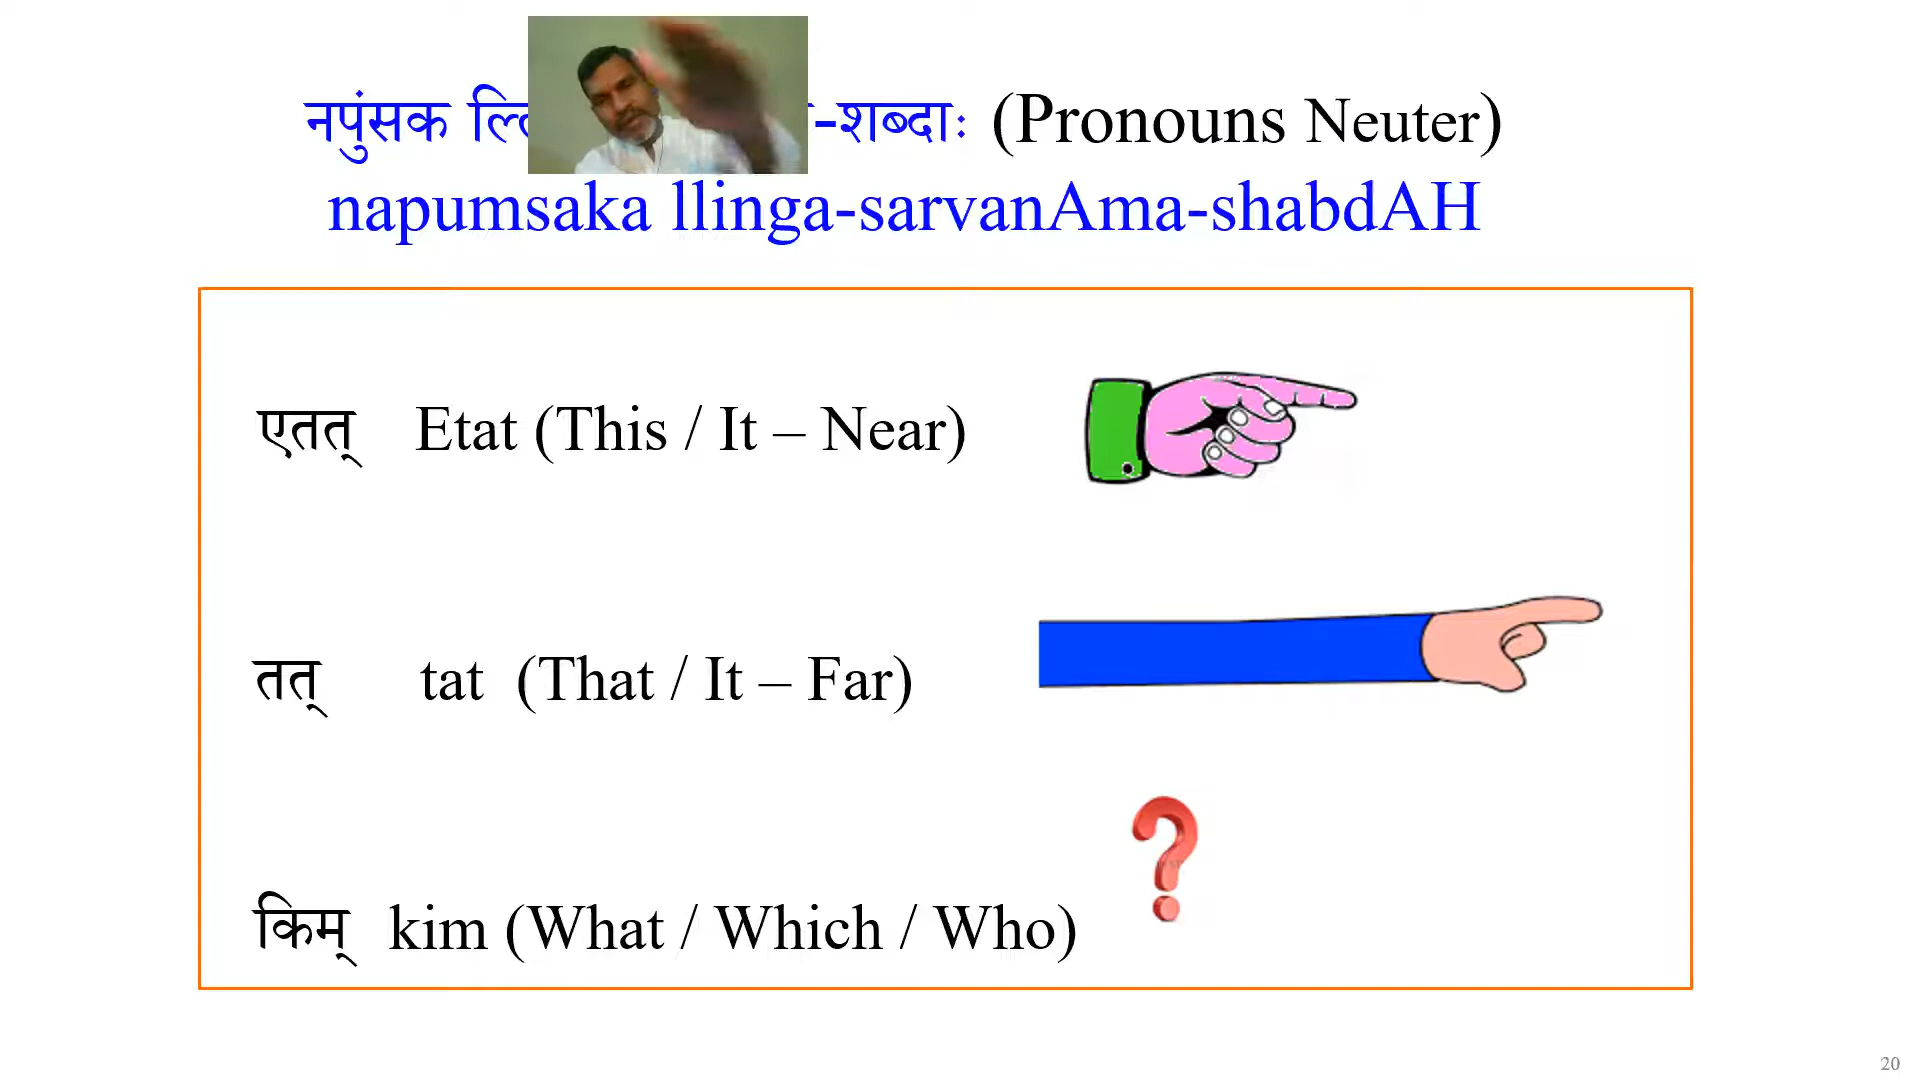 नपुंसक -शब्दाः (Pronouns Neuter)
napumsaka llinga-sarvanAma-shabdAH
एतत् Etat (This / It – Near)
तत् tat (That / It – Far)
किम् kim (What / Which / Who)
20